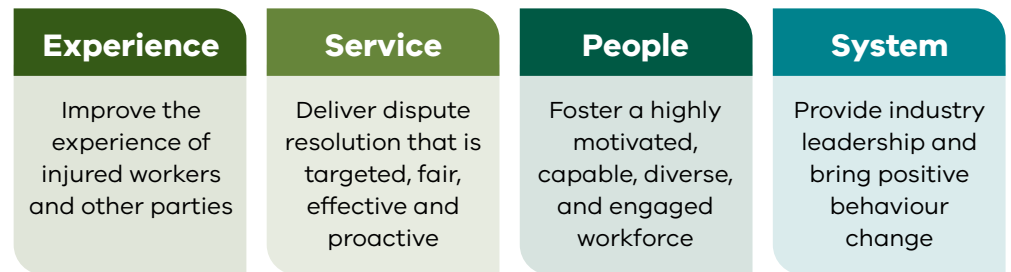 Experience
Improve the
experience of
injured workers
and other parties
Service
Deliver dispute
resolution that is
targeted, fair,
effective and
proactive
People
Foster a highly
motivated,
capable, diverse,
and engaged
workforce
System
Provide industry
leadership and
bring positive
behaviour
change